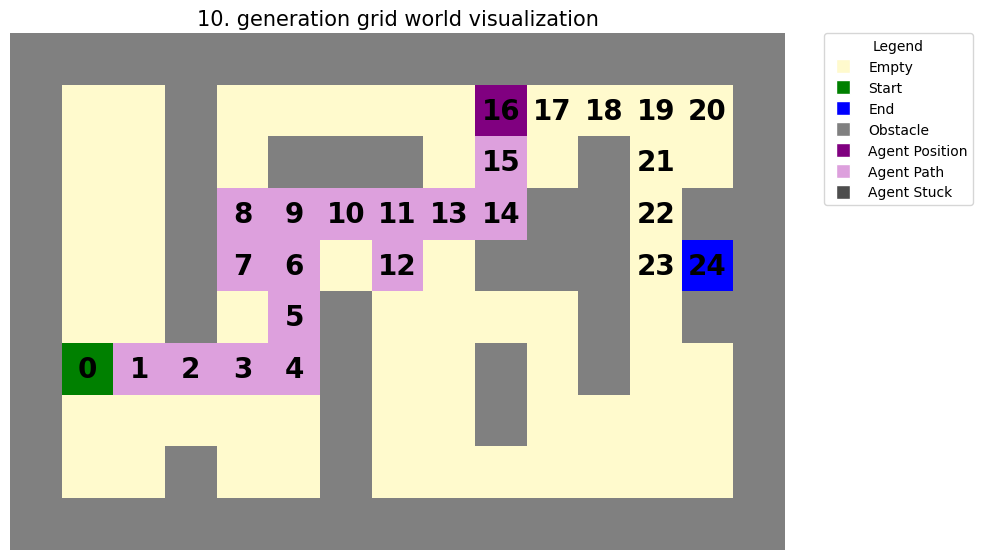 10. generation grid world visualization
16 17 18 19 20
15 21
8 9 10 11 13 14 22
7 6 12 23 24
5
0 1 2 3 4
Legend
Empty
Start
End
Obstacle
Agent Position
Agent Path
Agent Stuck